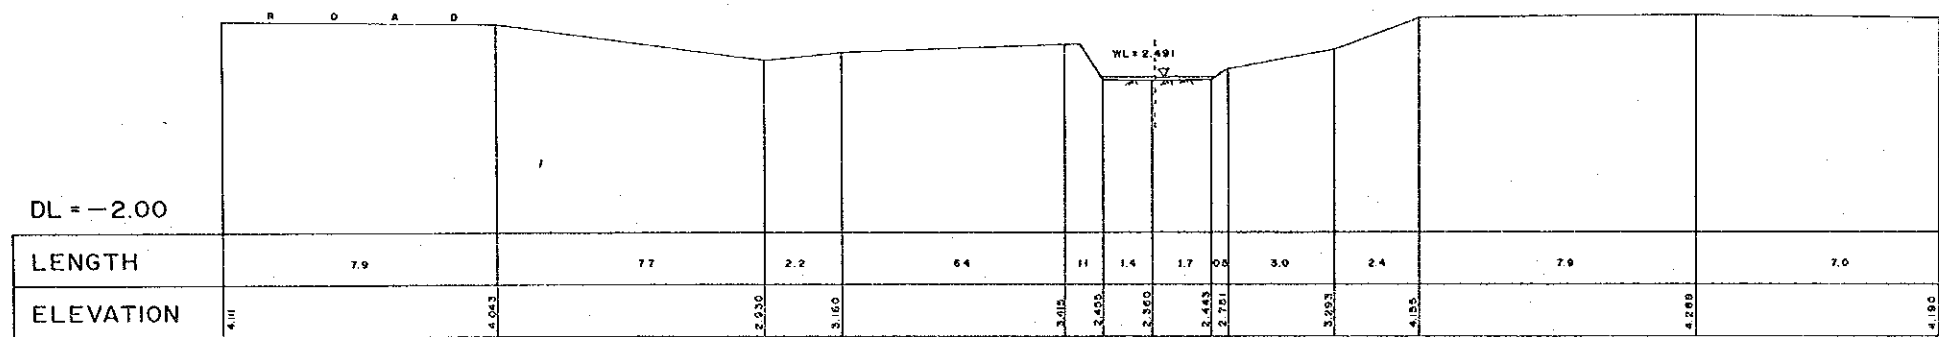 R O A D
WL = 2.491
DL = -2.00
LENGTH 7.9 7.7 2.2 6.4 1.1 1.4 1.7 0.5 3.0 2.4 7.9 7.0
ELEVATION 4.111 4.043 2.930 3.160 3.415 2.455 2.360 2.443 2.751 3.293 4.155 4.288 4.190